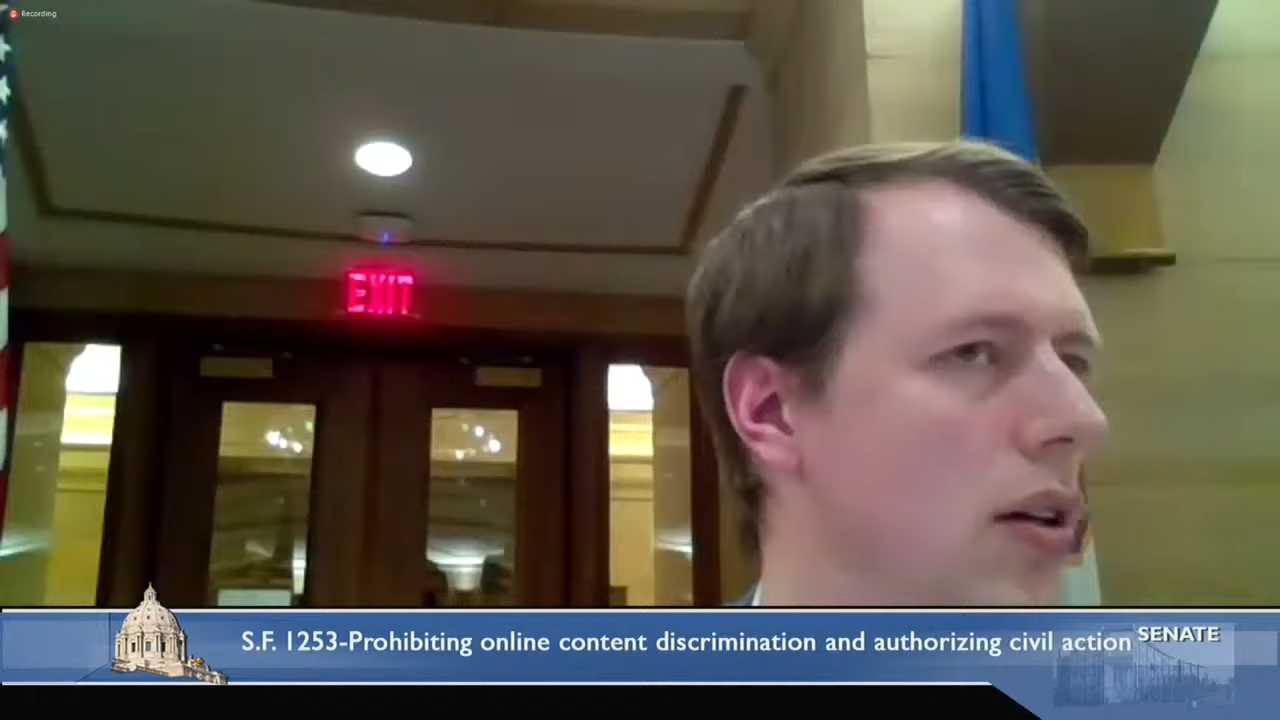 Recording
EXIT
S.F. 1253-Prohibiting online content discrimination and authorizing civil action
SENATE